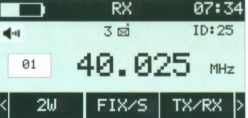 RX 07:34
3 ID:25
01 40.025 MHz
< 2W FIX/S TX/RX >